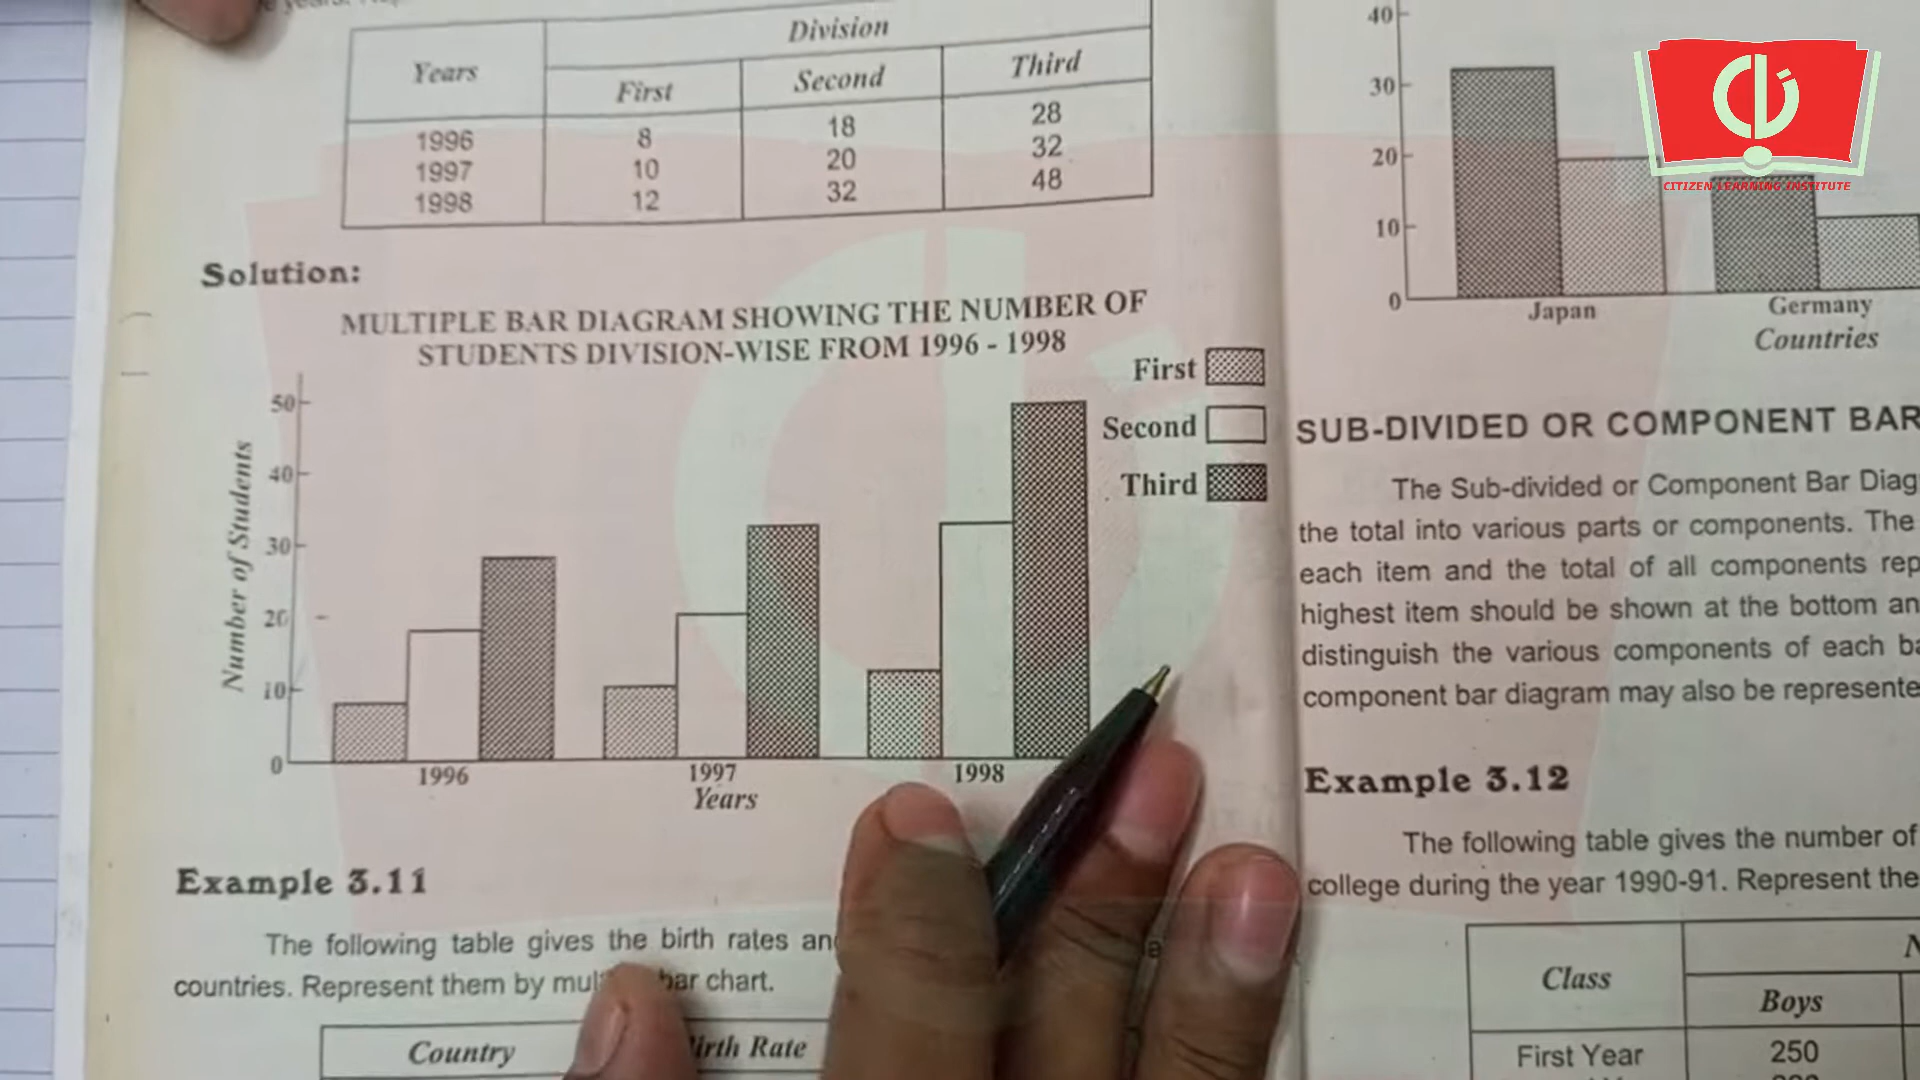 Division
Years
First
Second
Third
1996 8 18 28
1997 10 20 32
1998 12 32 48
Solution:
MULTIPLE BAR DIAGRAM SHOWING THE NUMBER OF
STUDENTS DIVISION-WISE FROM 1996 - 1998
First
Second
Third
Number of Students
50
40
30
20
10
0
1996
1997
1998
Years
Example 3.11
The following table gives the birth rates
countries. Represent them by bar chart.
Country
Birth Rate
40
30
20
10
0
Japan
Germany
Countries
CITIZEN LEARNING INSTITUTE
SUB-DIVIDED OR COMPONENT BAR
The Sub-divided or Component Bar
the total into various parts or components. The
each item and the total of all components
highest item should be shown at the bottom
distinguish the various components of each
component bar diagram may also be
Example 3.12
The following table gives the number of
college during the year 1990-91. Represent the
Class
Boys
First Year 250